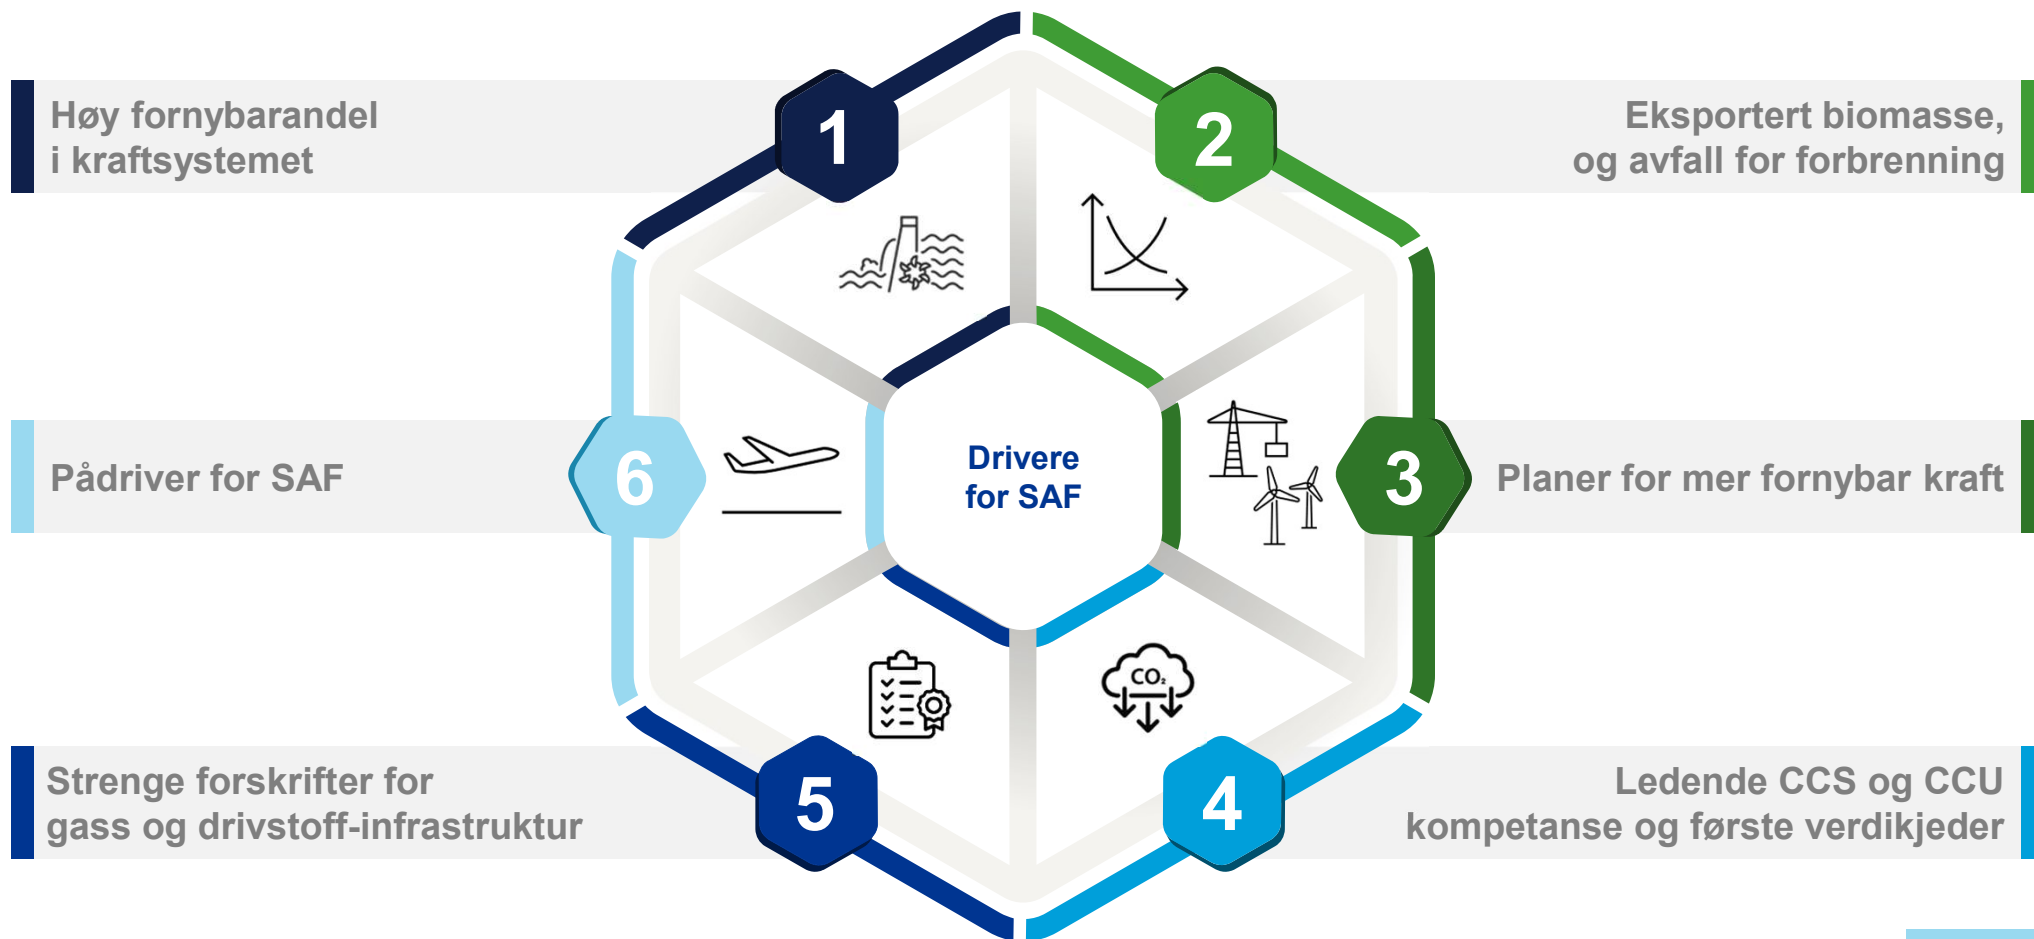 1
Høy fornybarandel
i kraftsystemet
2
Eksportert biomasse,
og avfall for forbrenning
3
Planer for mer fornybar kraft
4
Ledende CCS og CCU
kompetanse og første verdikjeder
CO₂
5
Strenge forskrifter for
gass og drivstoff-infrastruktur
6
Pådriver for SAF
Drivere
for SAF